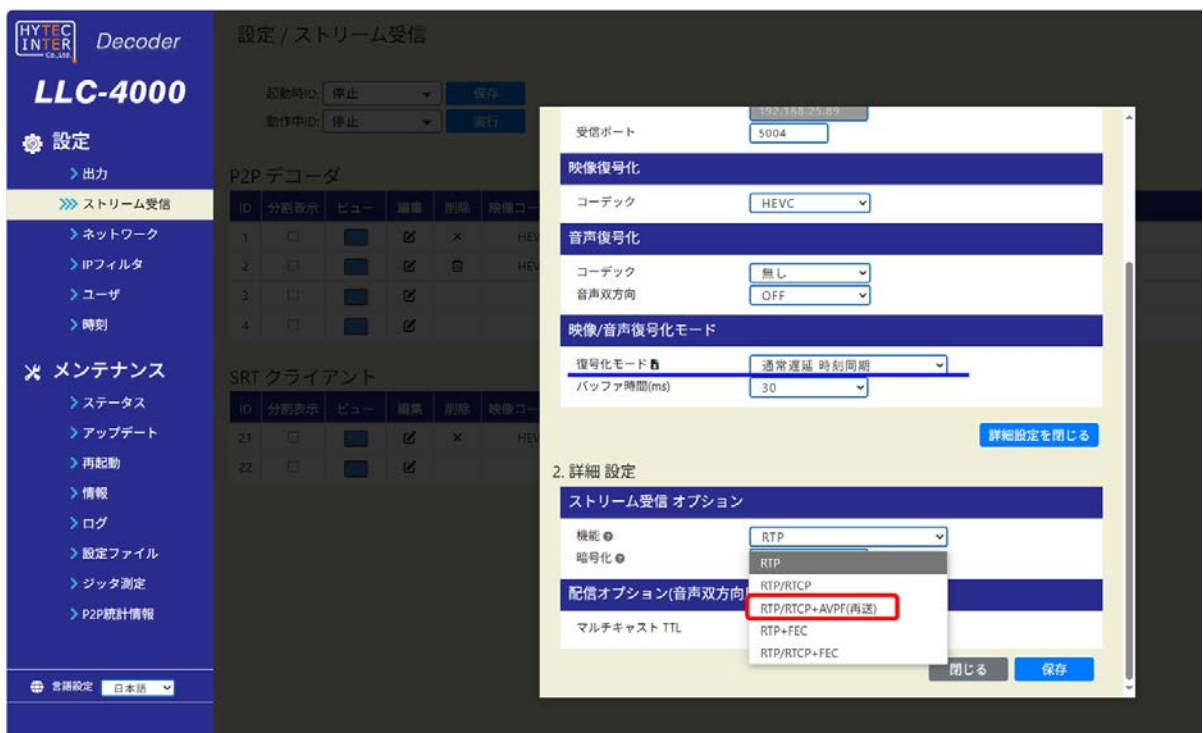 HYTEC
INTER
Co.,Ltd.
Decoder
LLC-4000
設定
出力
ストリーム受信
ネットワーク
IPフィルタ
ユーザ
時刻
メンテナンス
ステータス
アップデート
再起動
情報
ログ
設定ファイル
ジッタ測定
P2P統計情報
言語設定 日本語
設定 / ストリーム受信
起動時ID: 停止 保存
動作中ID: 停止 実行
P2P デコーダ
ID 分割表示 ビュー 編集 削除 映像コー
1 HEV
2 HEV
3
4
SRT クライアント
ID 分割表示 ビュー 編集 削除 映像コー
21 HEV
22
192.168.25.89
受信ポート 5004
映像復号化
コーデック HEVC
音声復号化
コーデック 無し
音声双方向 OFF
映像/音声復号化モード
復号化モード 通常遅延 時刻同期
バッファ時間(ms) 30
詳細設定を閉じる
2. 詳細 設定
ストリーム受信 オプション
機能 RTP
暗号化
RTP
RTP/RTCP
RTP/RTCP+AVPF(再送)
RTP+FEC
RTP/RTCP+FEC
配信オプション(音声双方向
マルチキャスト TTL
閉じる 保存